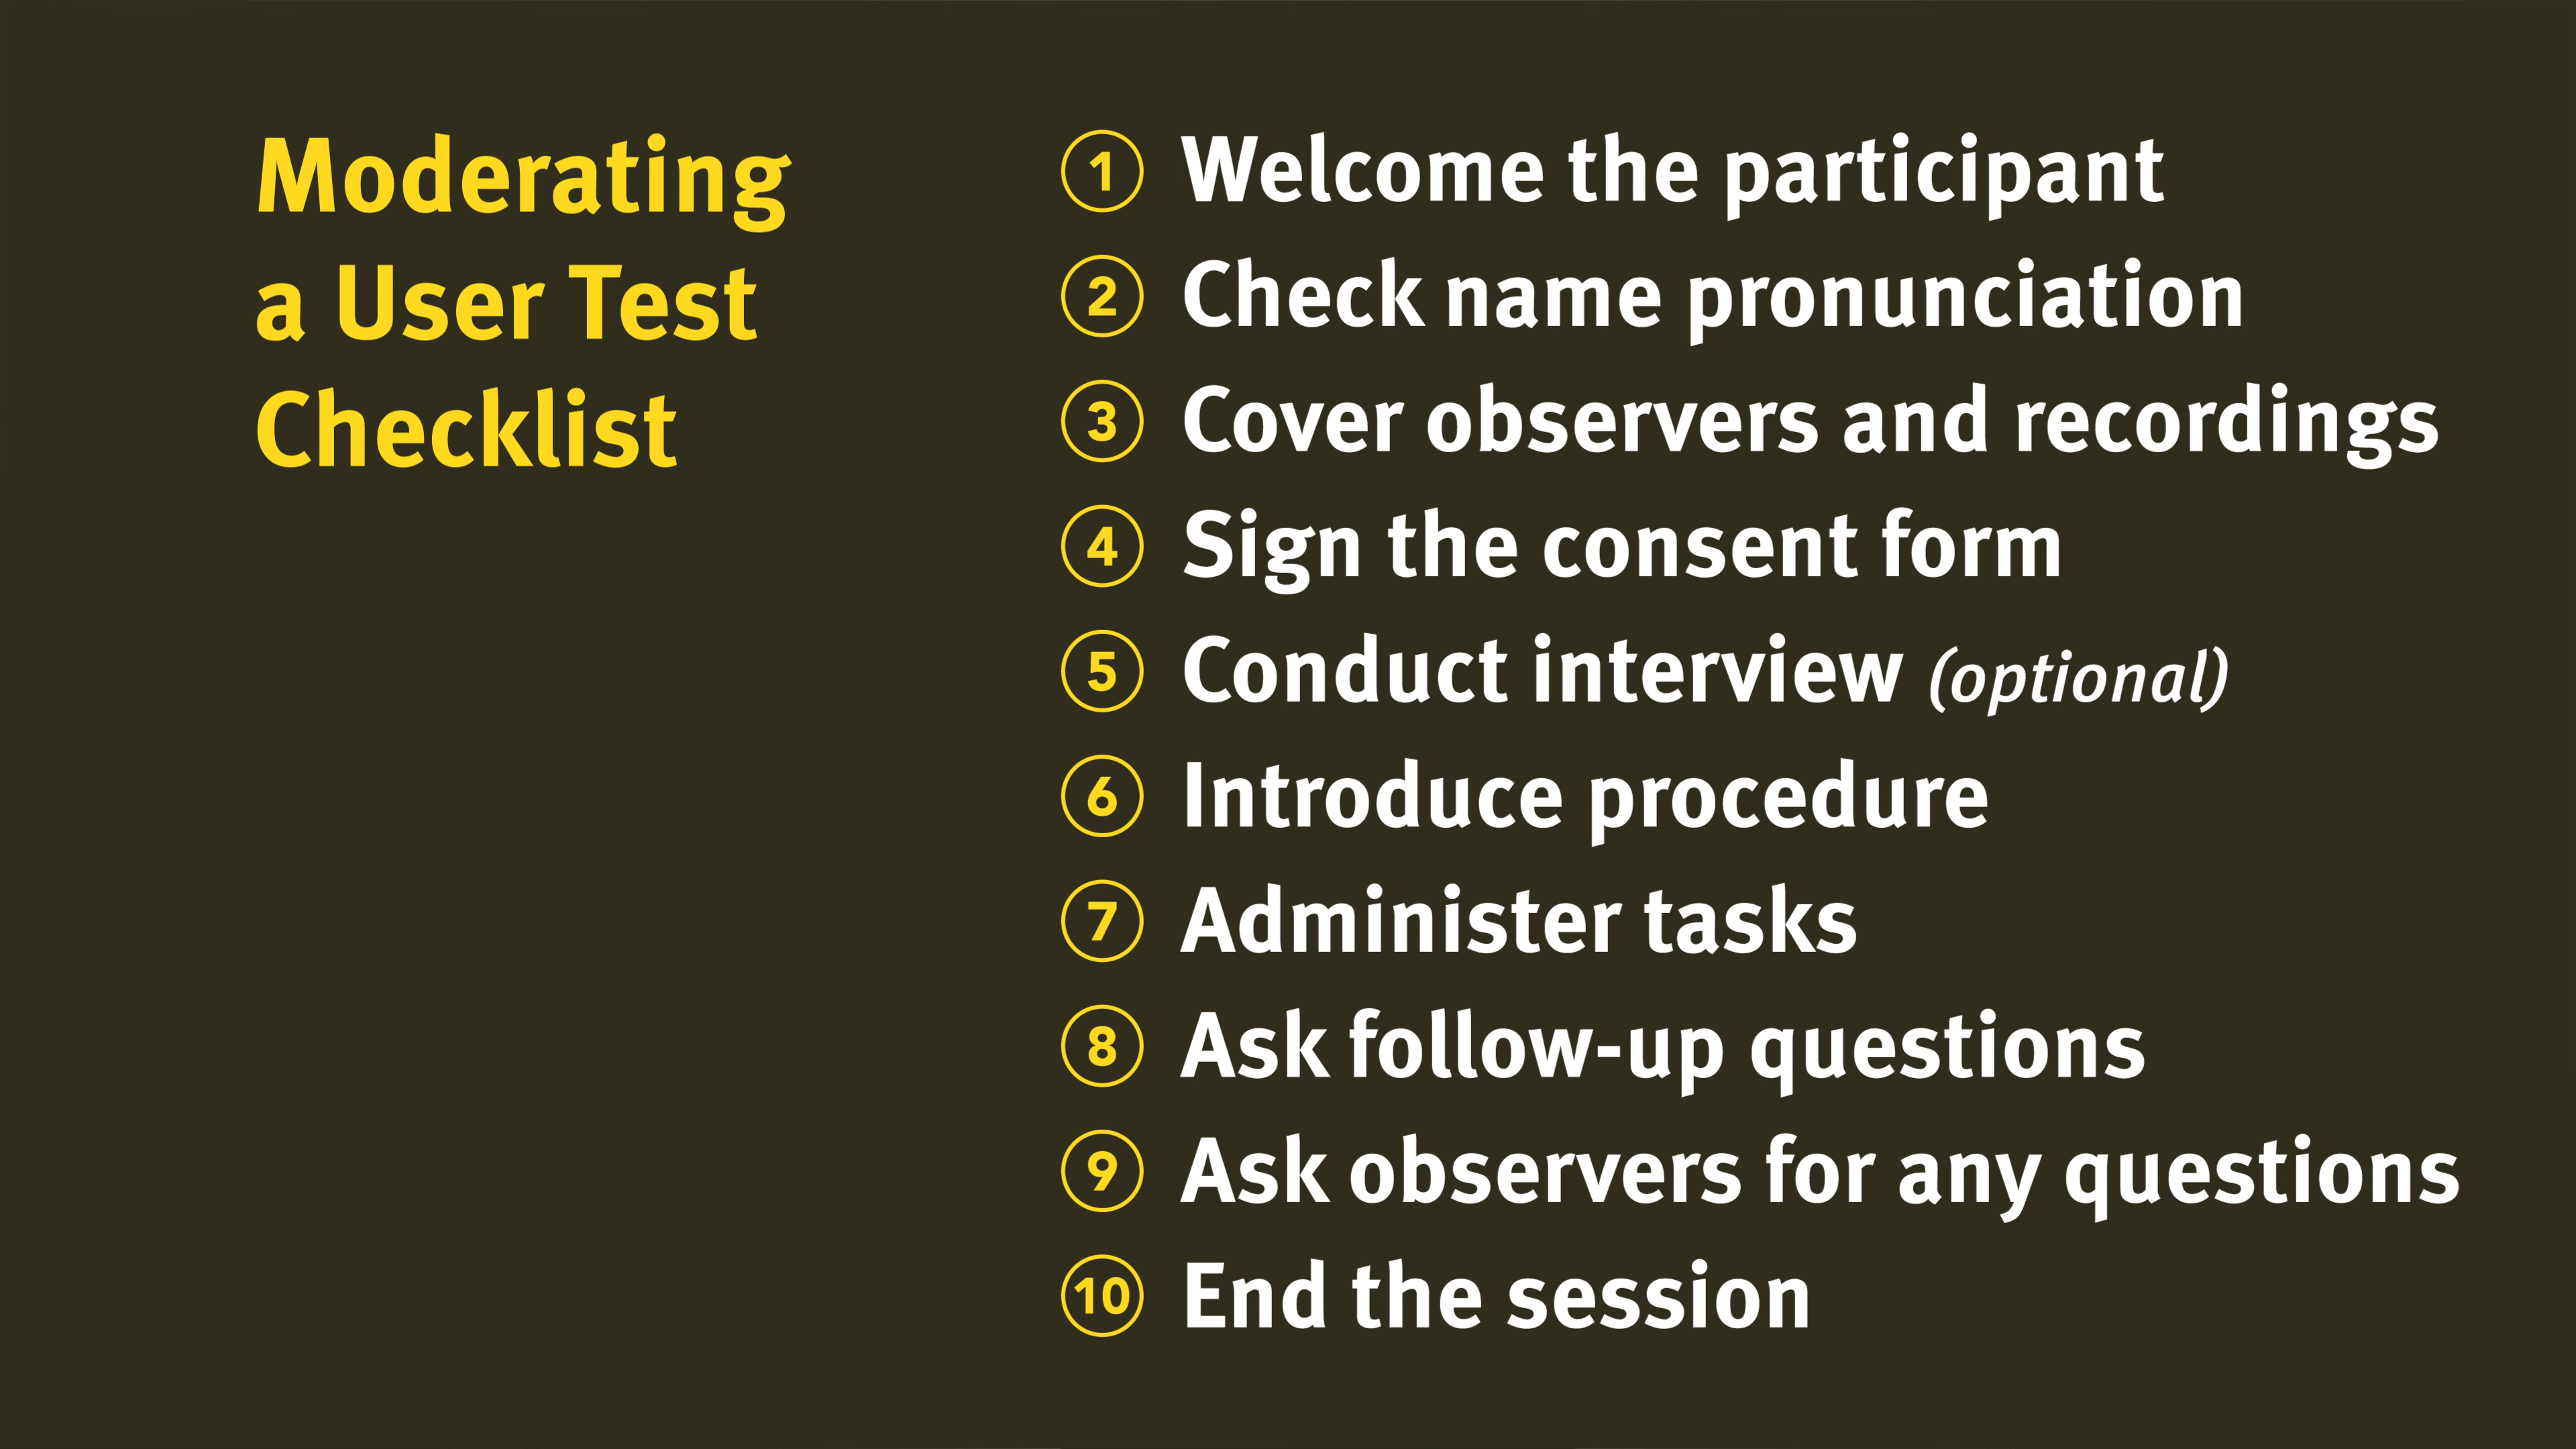 Moderating
a User Test
Checklist
1 Welcome the participant
2 Check name pronunciation
3 Cover observers and recordings
4 Sign the consent form
5 Conduct interview (optional)
6 Introduce procedure
7 Administer tasks
8 Ask follow-up questions
9 Ask observers for any questions
10 End the session